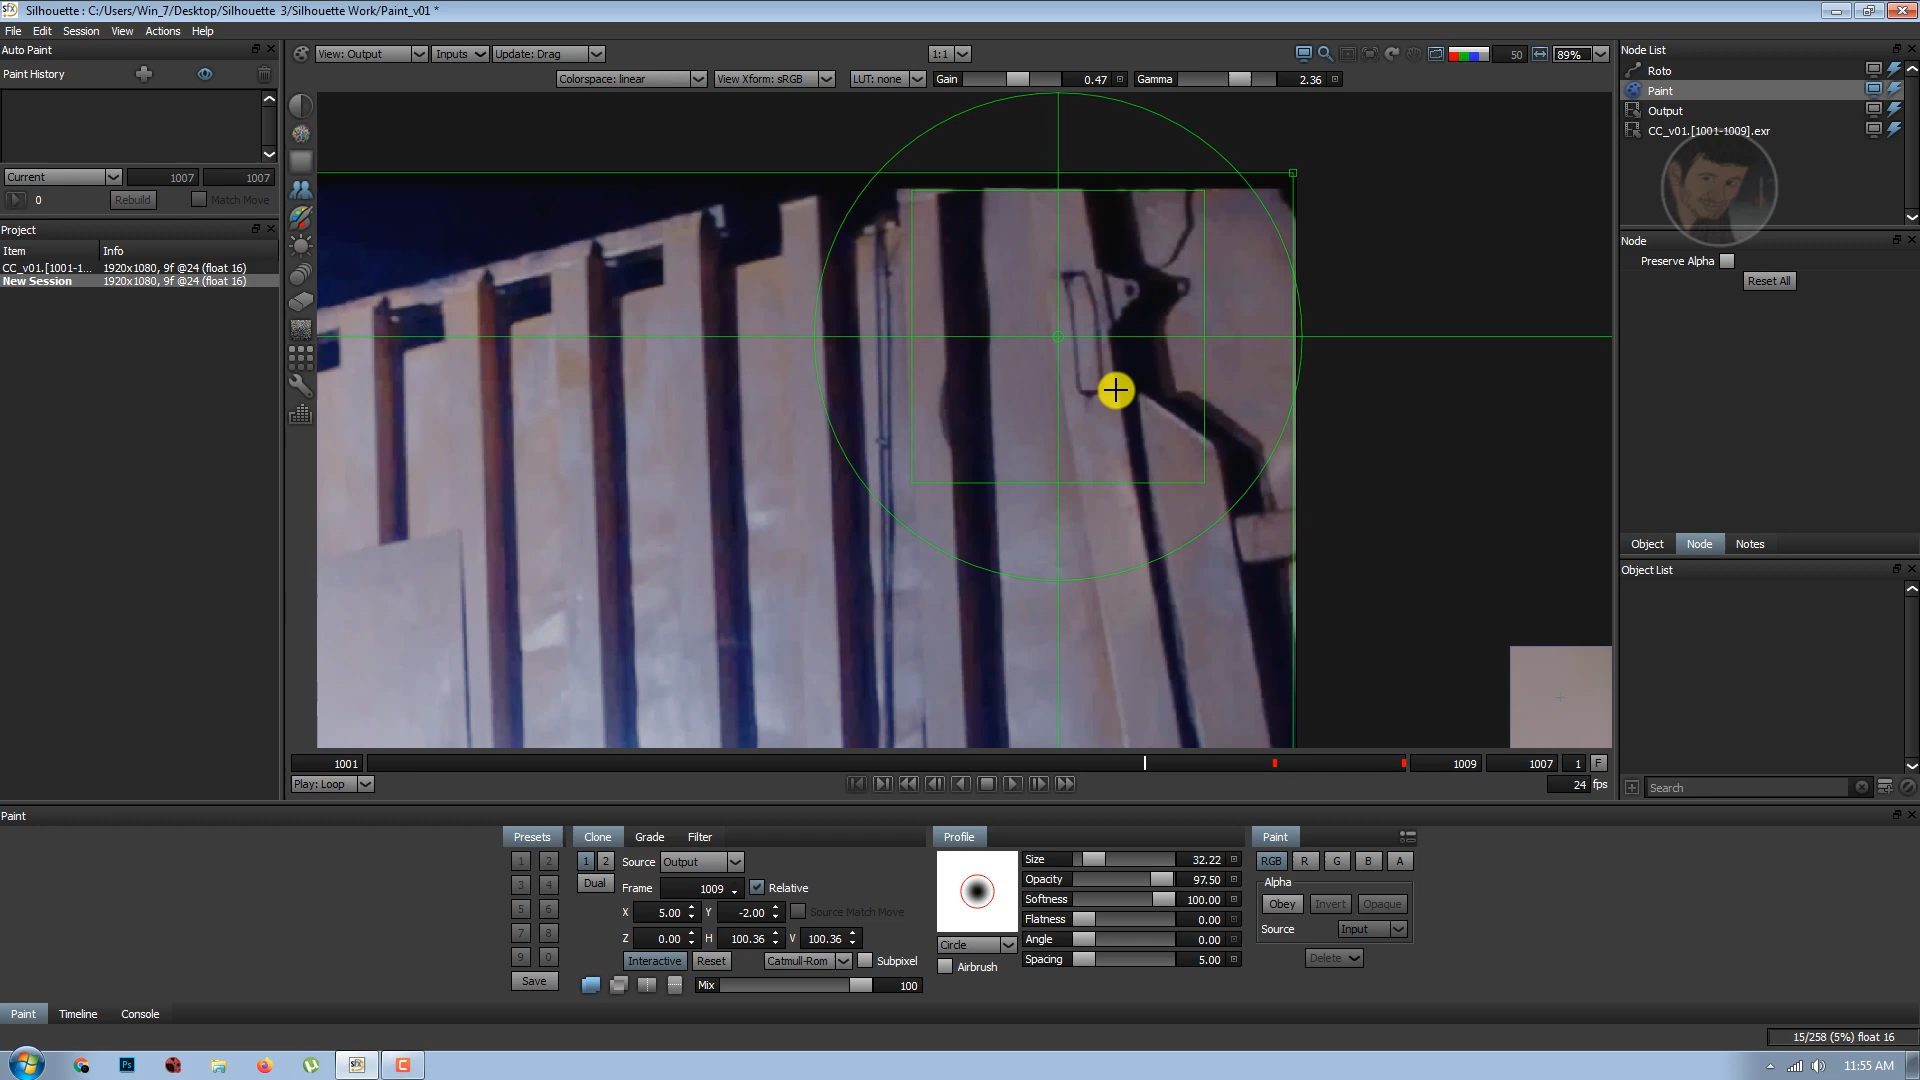 Silhouette : C:/Users/Win_7/Desktop/Silhouette 3/Silhouette Work/Paint_v01 *
File Edit Session View Actions Help
Auto Paint
Paint History
Current 1007 1007
0 Rebuild Match Move
Project
Item Info
CC_v01.[1001-1... 1920x1080, 9f @24 (float 16)
New Session 1920x1080, 9f @24 (float 16)
View: Output Inputs Update: Drag 1:1 50 89%
Colorspace: linear View Xform: sRGB LUT: none Gain 0.47 Gamma 2.36
Node List
Roto
Paint
Output
CC_v01.[1001-1009].exr
Node
Preserve Alpha
Reset All
Object Node Notes
Object List
Search
1001 1009 1007 1 F
Play: Loop 24 fps
Paint
Presets Clone Grade Filter Profile Paint
1 2
3 4
5 6
7 8
9 0
Save
1 2 Source Output
Dual Frame 1009 Relative
X 5.00 Y -2.00 Source Match Move
Z 0.00 H 100.36 V 100.36
Interactive Reset Catmull-Rom Subpixel
Mix 100
Circle
Airbrush
Size 32.22
Opacity 97.50
Softness 100.00
Flatness 0.00
Angle 0.00
Spacing 5.00
RGB R G B A
Alpha
Obey Invert Opaque
Source Input
Delete
Paint Timeline Console
15/258 (5%) float 16
11:55 AM